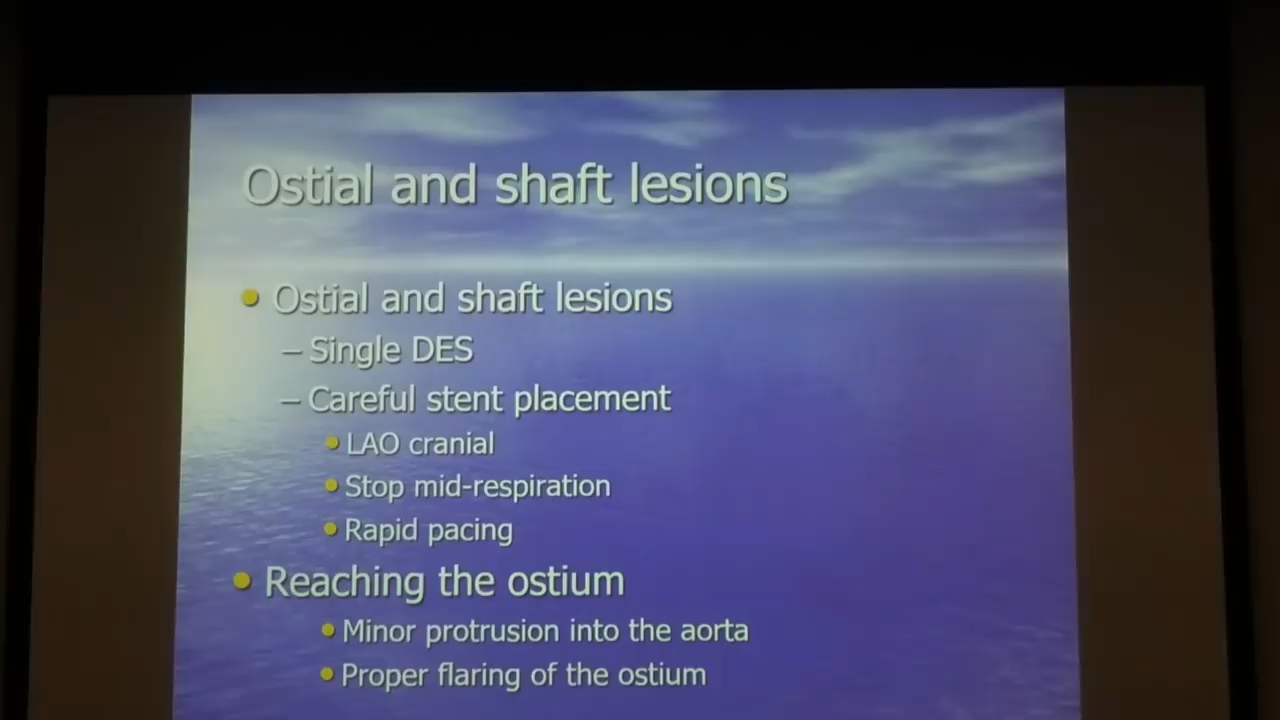 Ostial and shaft lesions
• Ostial and shaft lesions
– Single DES
– Careful stent placement
• LAO cranial
• Stop mid-respiration
• Rapid pacing
• Reaching the ostium
• Minor protrusion into the aorta
• Proper flaring of the ostium